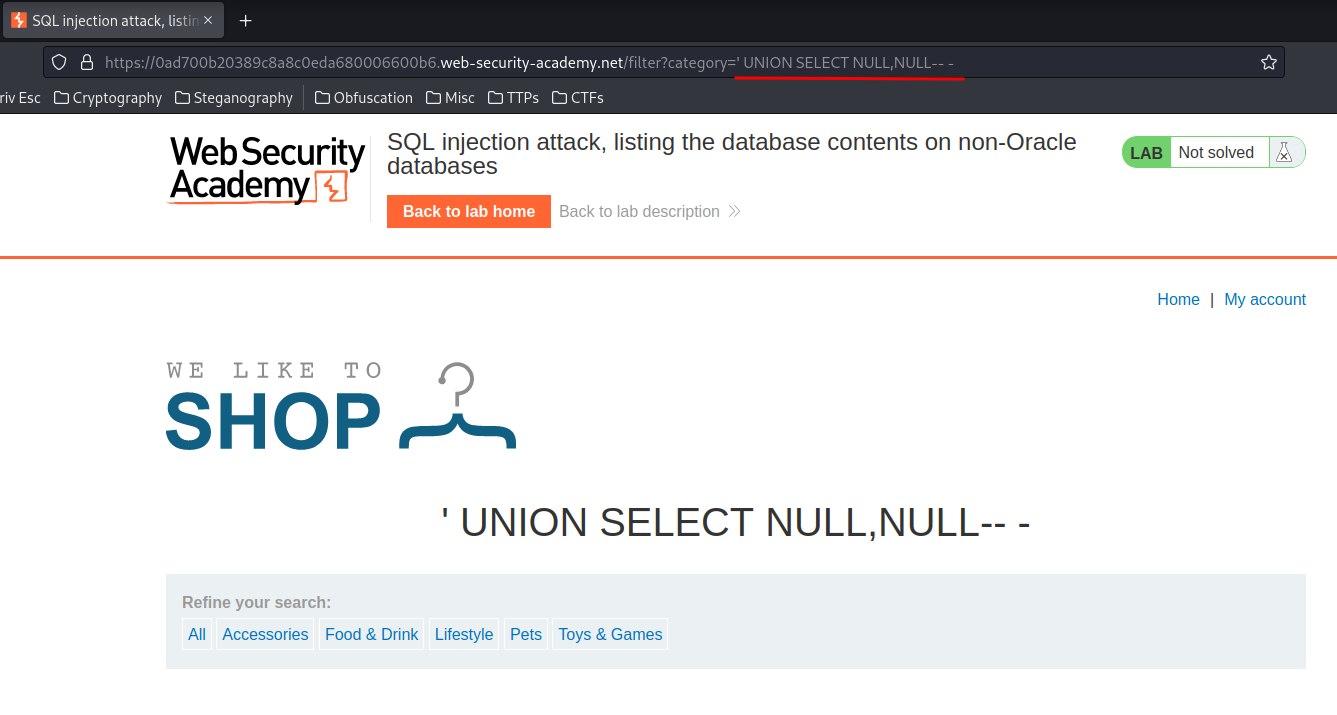 SQL injection attack, listin
https://0ad700b20389c8a8c0eda680006600b6.web-security-academy.net/filter?category=' UNION SELECT NULL,NULL-- -
riv Esc Cryptography Steganography Obfuscation Misc TTPs CTFs
Web Security
Academy
SQL injection attack, listing the database contents on non-Oracle
databases
LAB Not solved
Back to lab home Back to lab description
Home | My account
WE LIKE TO
SHOP
' UNION SELECT NULL,NULL-- -
Refine your search:
All Accessories Food & Drink Lifestyle Pets Toys & Games